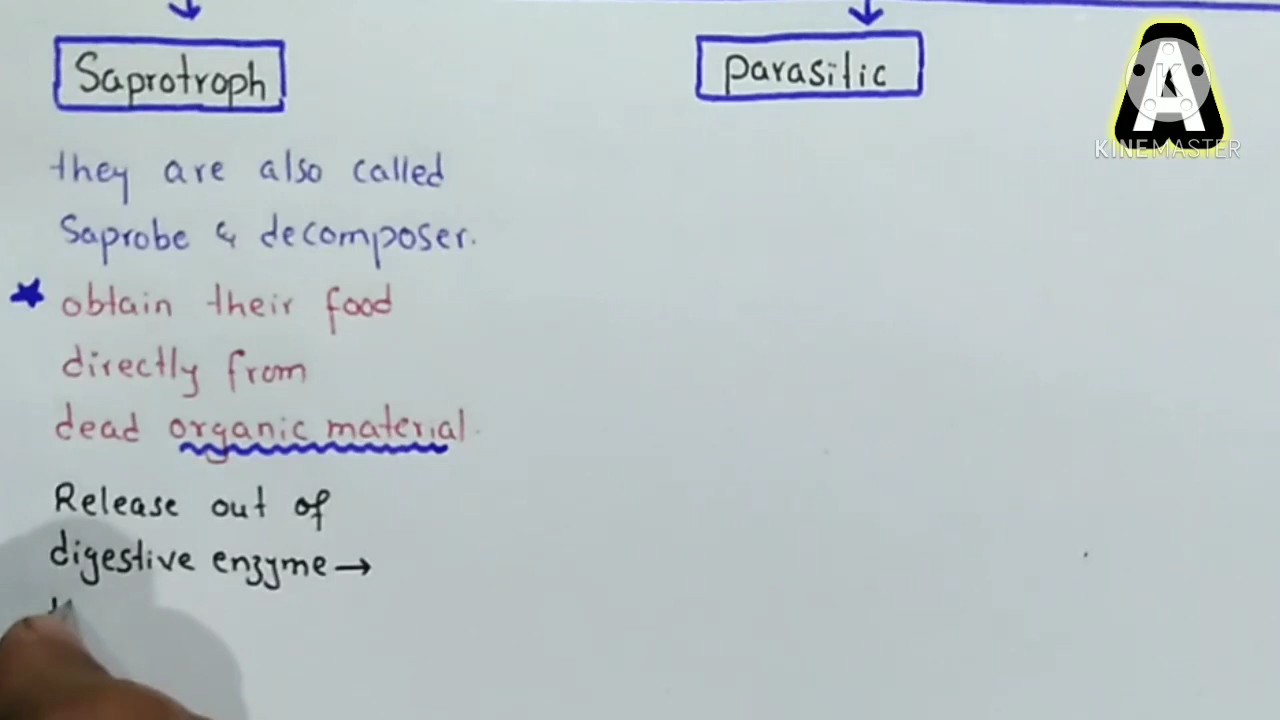 Saprotroph
parasitic
they are also called
Saprobe & decomposer.
obtain their food
directly from
dead organic material.
Release out of
digestive enzyme →
A
K
KINEMASTER